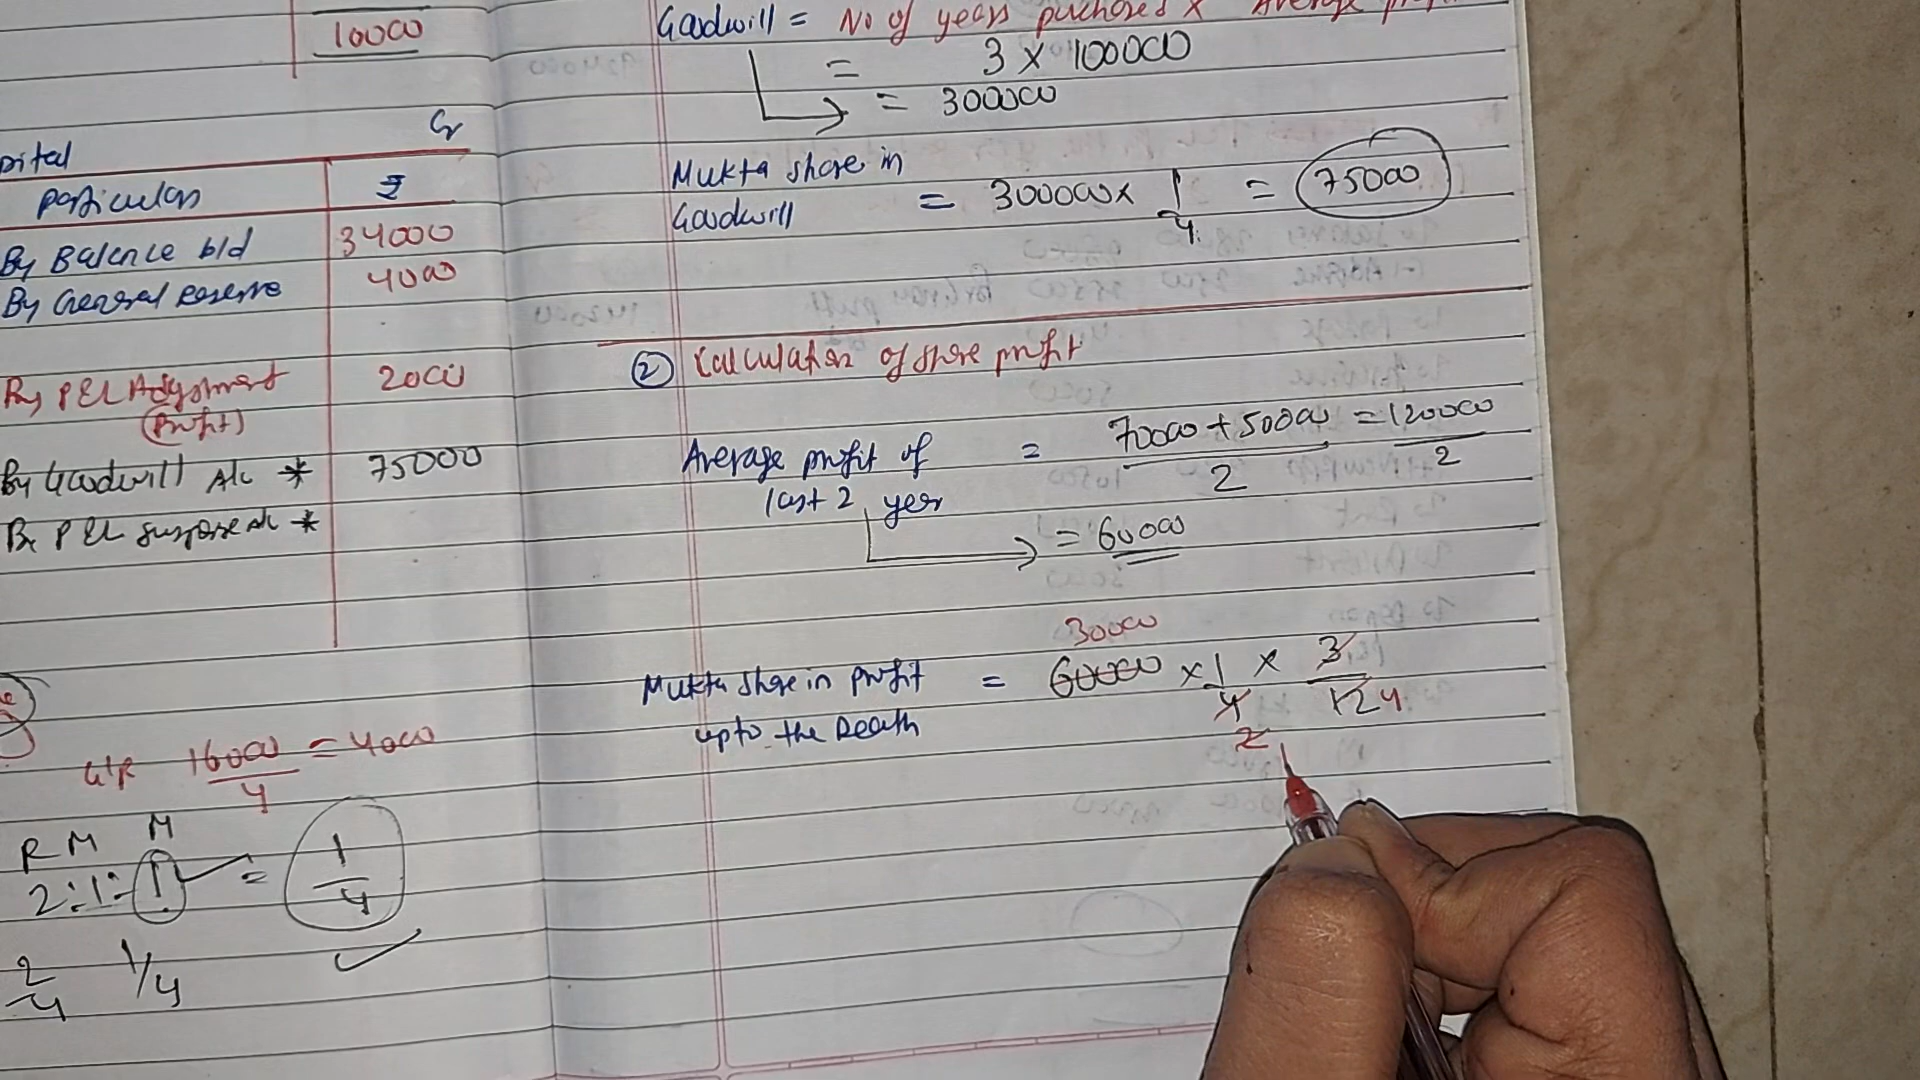 10000
Cr
pital
Particulars ₹
By Balance b/d 34000
By General Reserve 4000
By P&L Adjustment 2000
(Profit)
By Goodwill A/c * 75000
By P&L suspense A/c *
G/R 16000 = 4000
4
R M M
2:1:1 = 1
4
2 1/4
4
Goodwill = No of years purchased x Average
= 3 x 100000
= 300000
Mukta share in
Goodwill = 300000 x 1 = 75000
4
② Calculation of share profit
Average profit of = 70000 + 50000 = 120000
last 2 year 2 2
= 60000
30000
Mukta share in profit = 60000 x 1 x 3
upto the Death 4 12 4
2